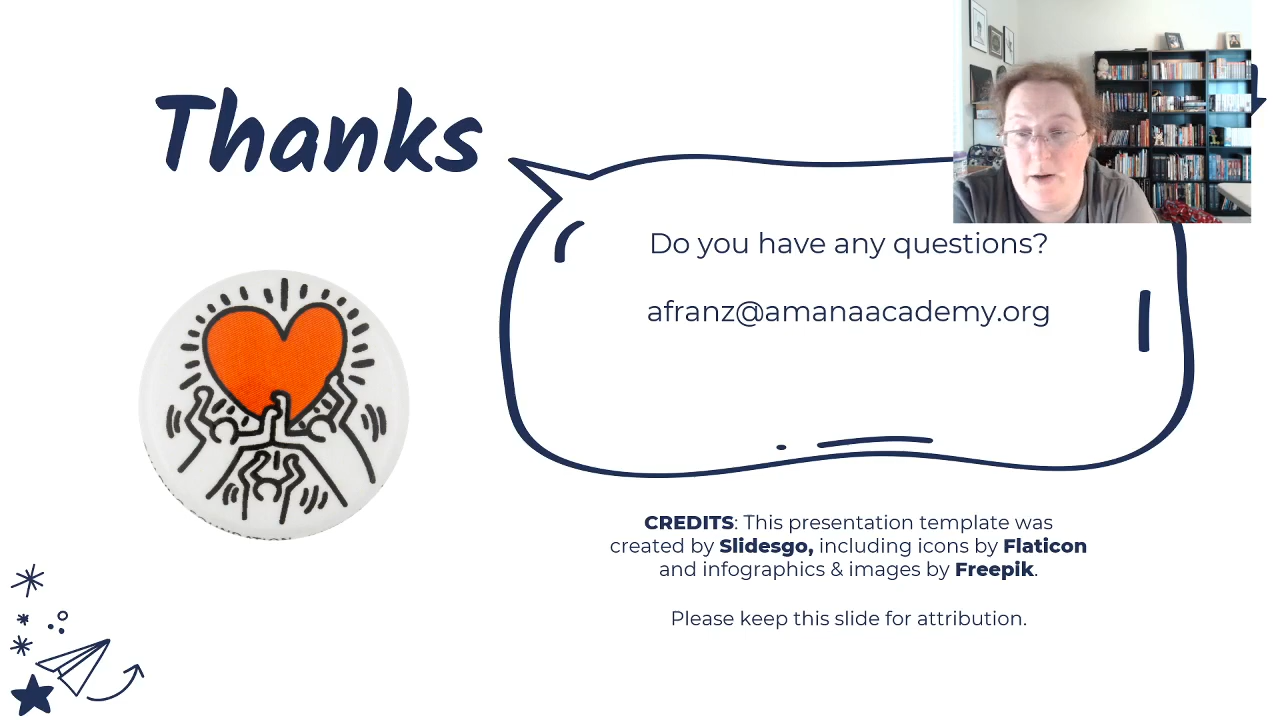 Thanks
Do you have any questions?
afranz@amanaacademy.org
CREDITS: This presentation template was
created by Slidesgo, including icons by Flaticon
and infographics & images by Freepik.
Please keep this slide for attribution.